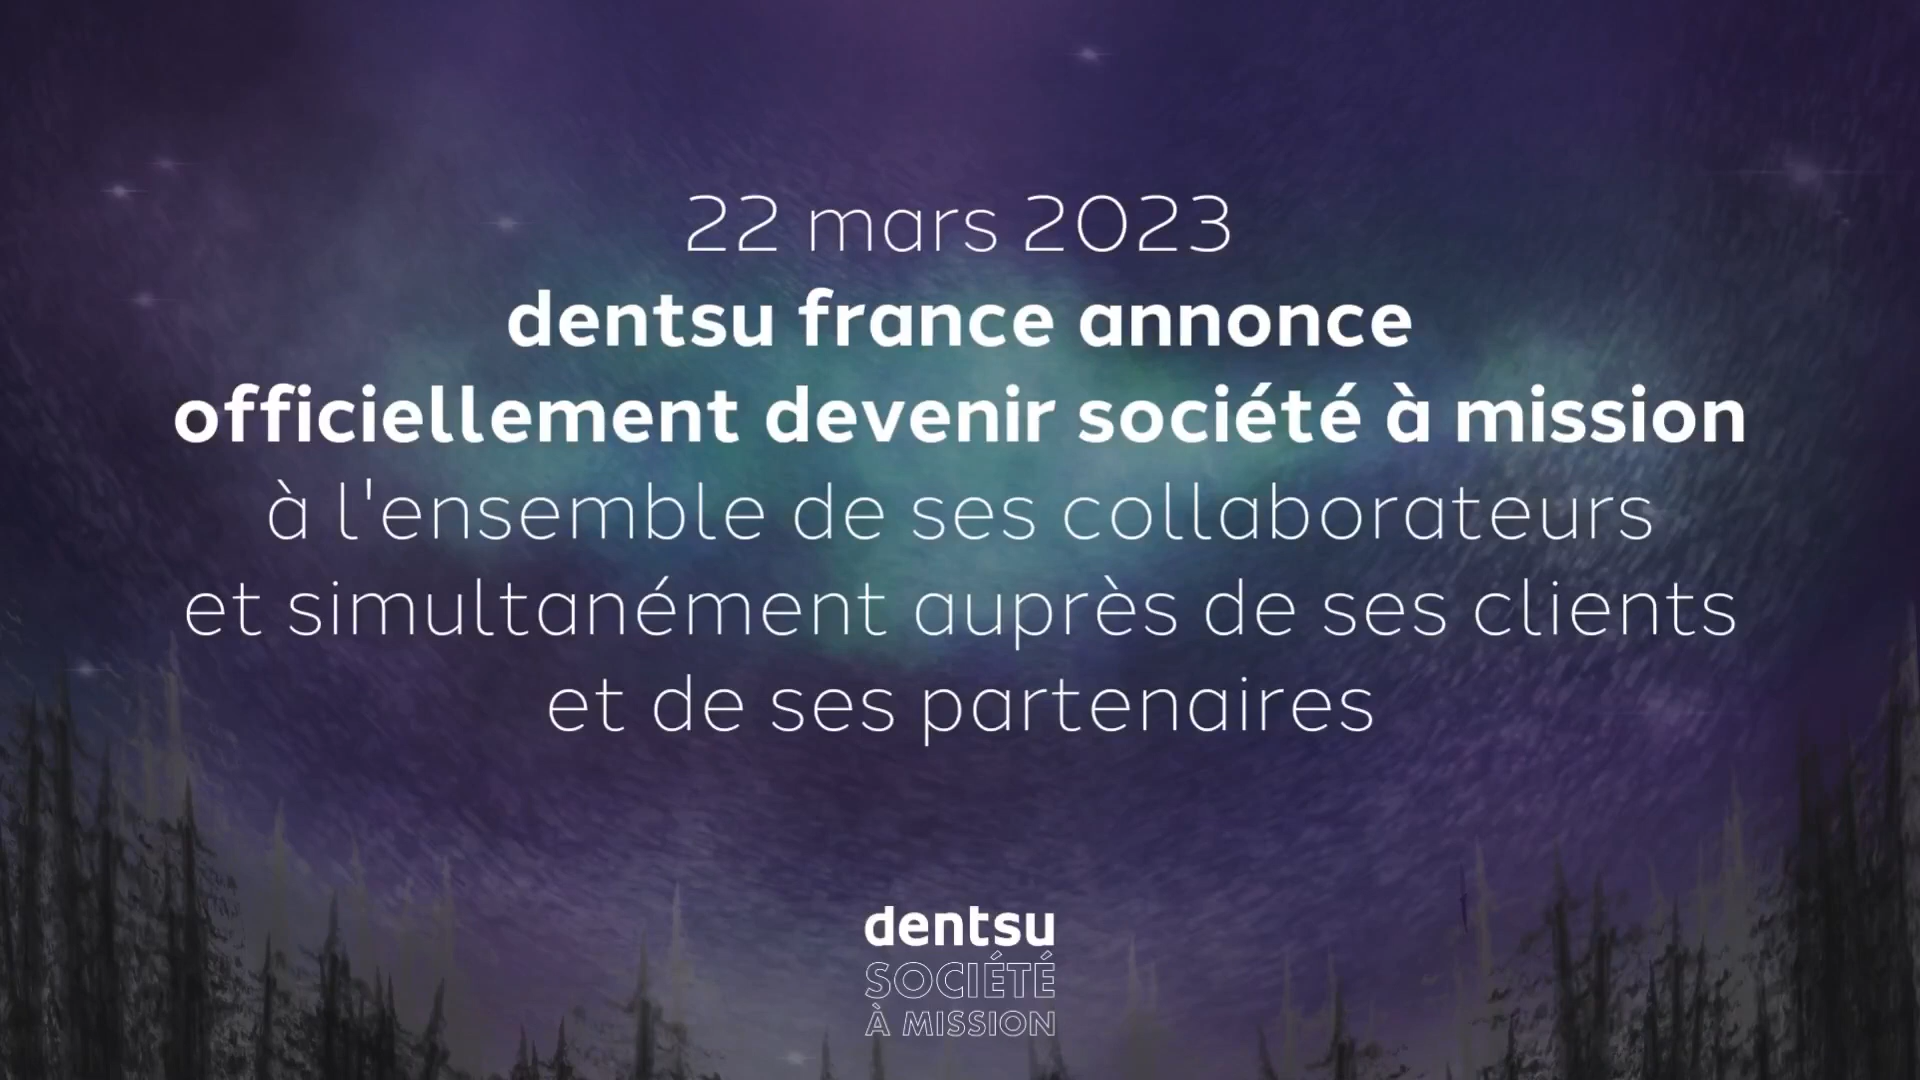 22 mars 2023
dentsu france annonce
officiellement devenir société à mission
à l'ensemble de ses collaborateurs
et simultanément auprès de ses clients
et de ses partenaires
dentsu
SOCIÉTÉ
À MISSION